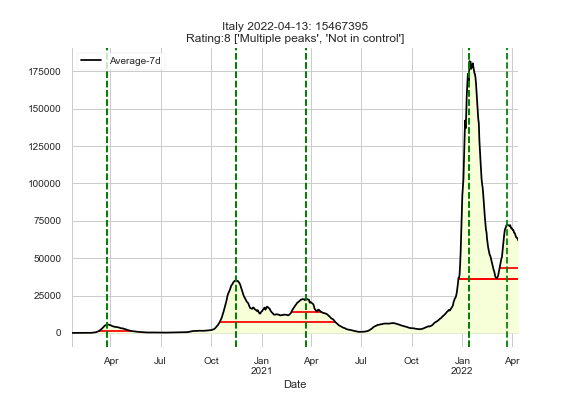 Italy 2022-04-13: 15467395
Rating:8 ['Multiple peaks', 'Not in control']
Average-7d
175000
150000
125000
100000
75000
50000
25000
0
Apr Jul Oct Jan Apr Jul Oct Jan Apr
2021 2022
Date